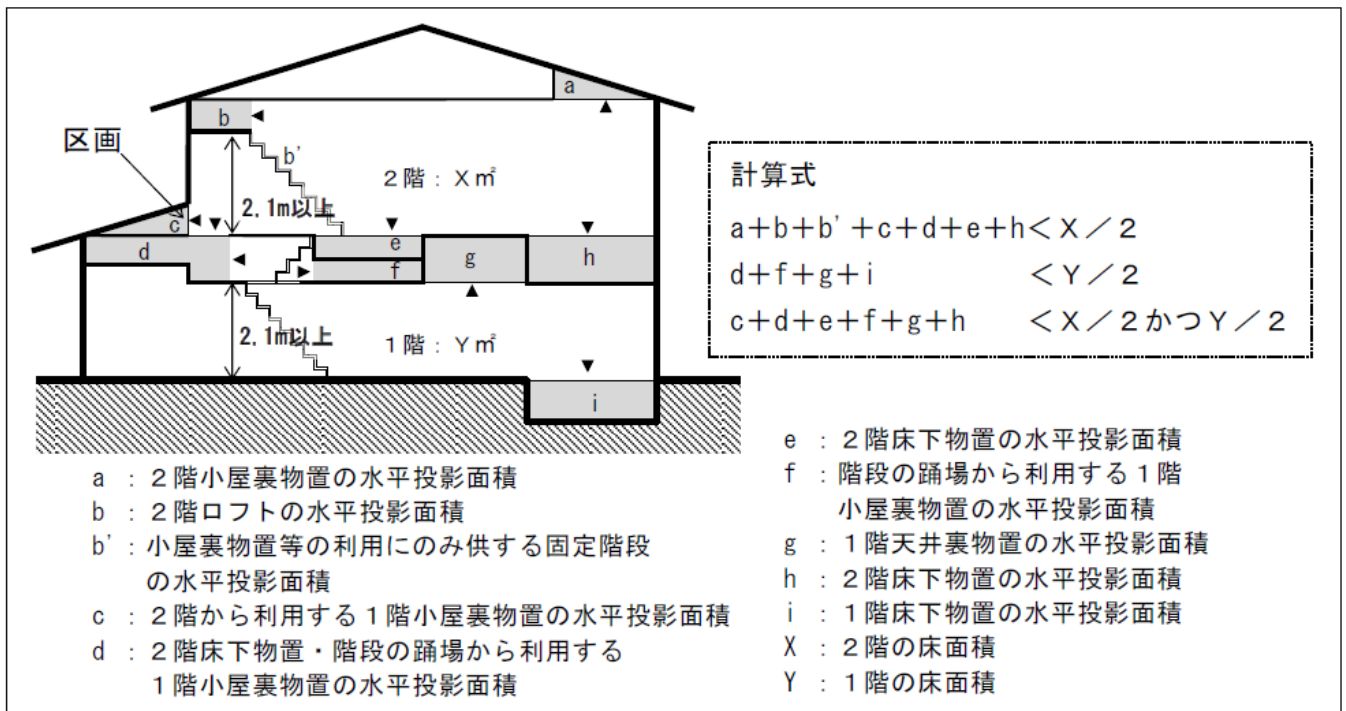 a
b
区画
b'
2階：X㎡
2.1m以上
c
d
e
f
g
h
2.1m以上
1階：Y㎡
i
計算式
a+b+b'+c+d+e+h＜X／2
d+f+g+i ＜Y／2
c+d+e+f+g+h ＜X／2かつY／2
a ：2階小屋裏物置の水平投影面積
b ：2階ロフトの水平投影面積
b'：小屋裏物置等の利用にのみ供する固定階段
の水平投影面積
c ：2階から利用する1階小屋裏物置の水平投影面積
d ：2階床下物置・階段の踊場から利用する
1階小屋裏物置の水平投影面積
e ：2階床下物置の水平投影面積
f ：階段の踊場から利用する1階
小屋裏物置の水平投影面積
g ：1階天井裏物置の水平投影面積
h ：2階床下物置の水平投影面積
i ：1階床下物置の水平投影面積
X ：2階の床面積
Y ：1階の床面積